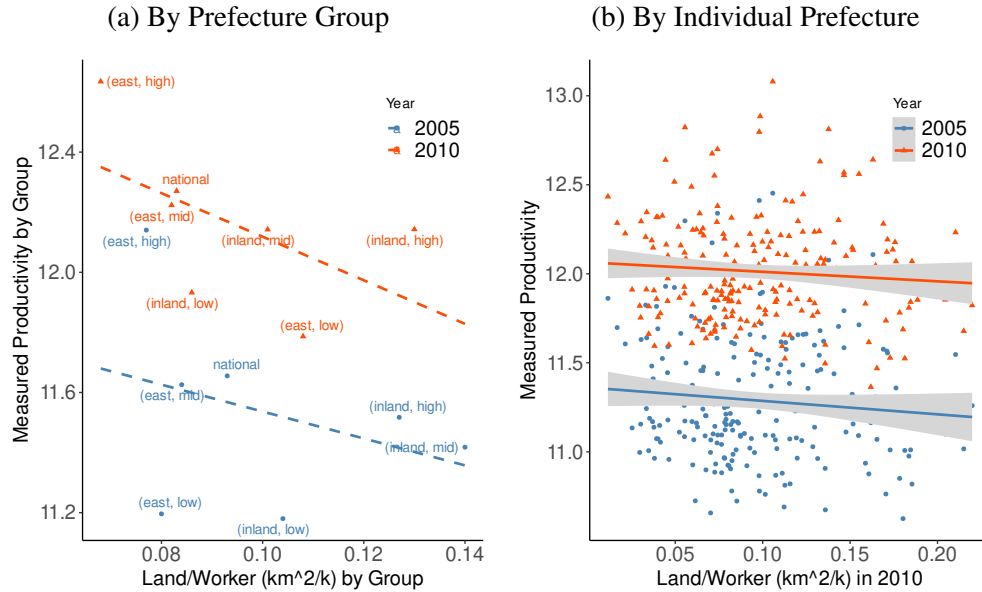 (a) By Prefecture Group
(b) By Individual Prefecture
Measured Productivity by Group
12.4
12.0
11.6
11.2
(east, high)
Year
a 2005
a 2010
national
(east, mid)
(east, high)
(inland, mid)
(inland, high)
(inland, low)
(east, low)
national
(east, mid)
(inland, high)
(inland, mid)
(east, low)
(inland, low)
0.08
0.10
0.12
0.14
Land/Worker (km^2/k) by Group
Measured Productivity
13.0
12.5
12.0
11.5
11.0
Year
2005
2010
0.05
0.10
0.15
0.20
Land/Worker (km^2/k) in 2010